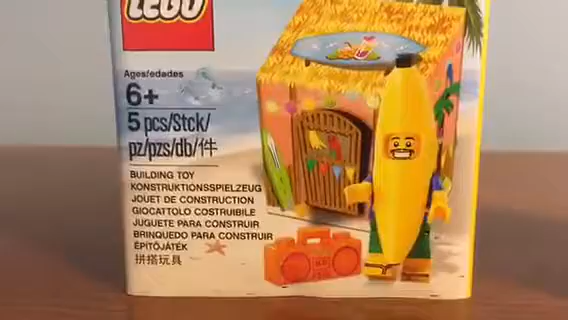 LEGO
Ages/edades
6+
5 pcs/Stck/
pz/pzs/db/件
BUILDING TOY
KONSTRUKTIONSSPIELZEUG
JOUET DE CONSTRUCTION
GIOCATTOLO COSTRUIBILE
JUGUETE PARA CONSTRUIR
BRINQUEDO PARA CONSTRUIR
ÉPÍTŐJÁTÉK
拼搭玩具